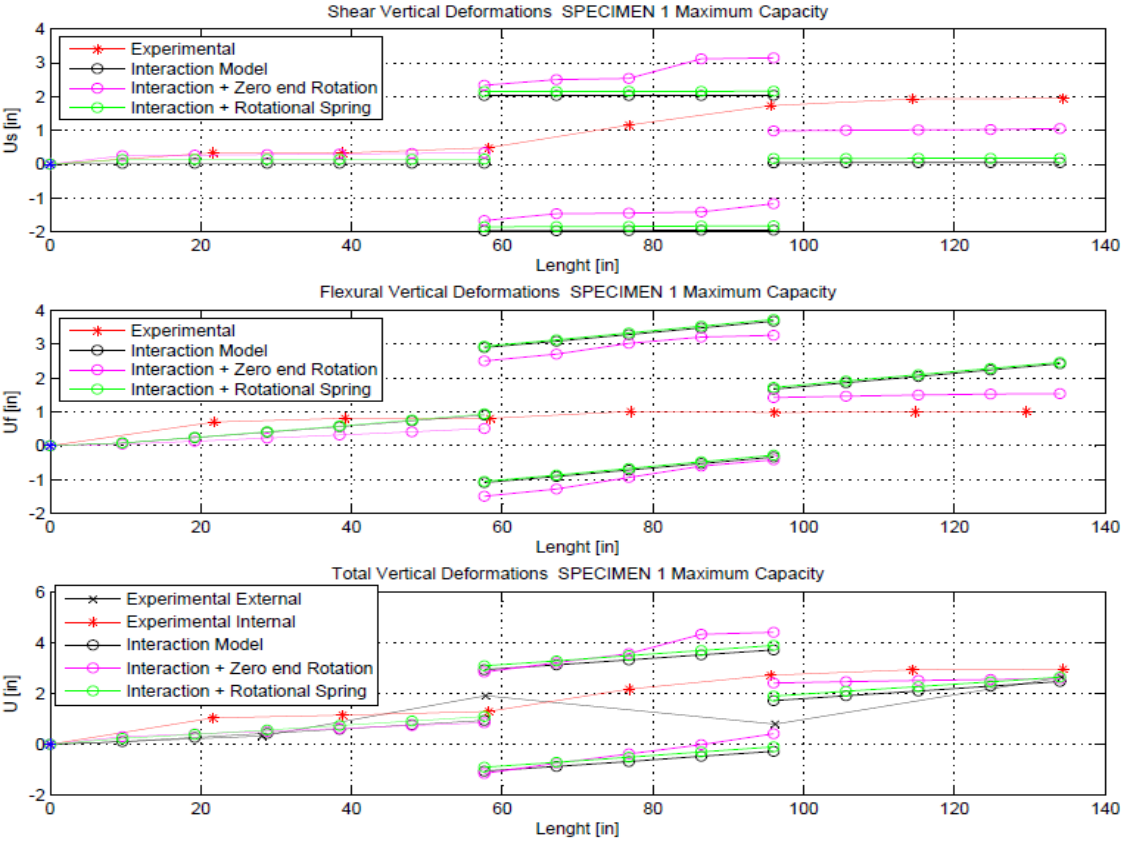 Shear Vertical Deformations SPECIMEN 1 Maximum Capacity
4
3
2
1
0
-1
-2
Us [in]
Experimental
Interaction Model
Interaction + Zero end Rotation
Interaction + Rotational Spring
0 20 40 60 80 100 120 140
Lenght [in]
Flexural Vertical Deformations SPECIMEN 1 Maximum Capacity
4
3
2
1
0
-1
-2
Uf [in]
Experimental
Interaction Model
Interaction + Zero end Rotation
Interaction + Rotational Spring
0 20 40 60 80 100 120 140
Lenght [in]
Total Vertical Deformations SPECIMEN 1 Maximum Capacity
6
4
2
0
-2
U [in]
Experimental External
Experimental Internal
Interaction Model
Interaction + Zero end Rotation
Interaction + Rotational Spring
0 20 40 60 80 100 120 140
Lenght [in]